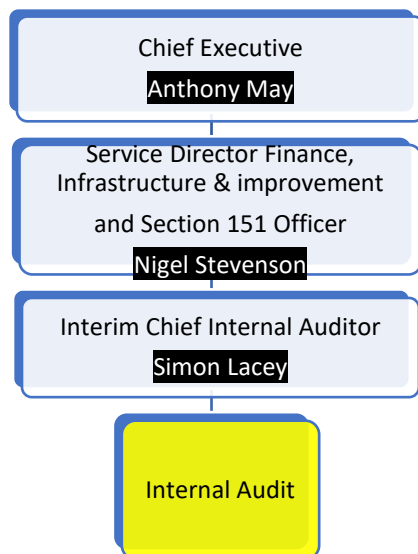 Chief Executive
Anthony May
Service Director Finance,
Infrastructure & improvement
and Section 151 Officer
Nigel Stevenson
Interim Chief Internal Auditor
Simon Lacey
Internal Audit